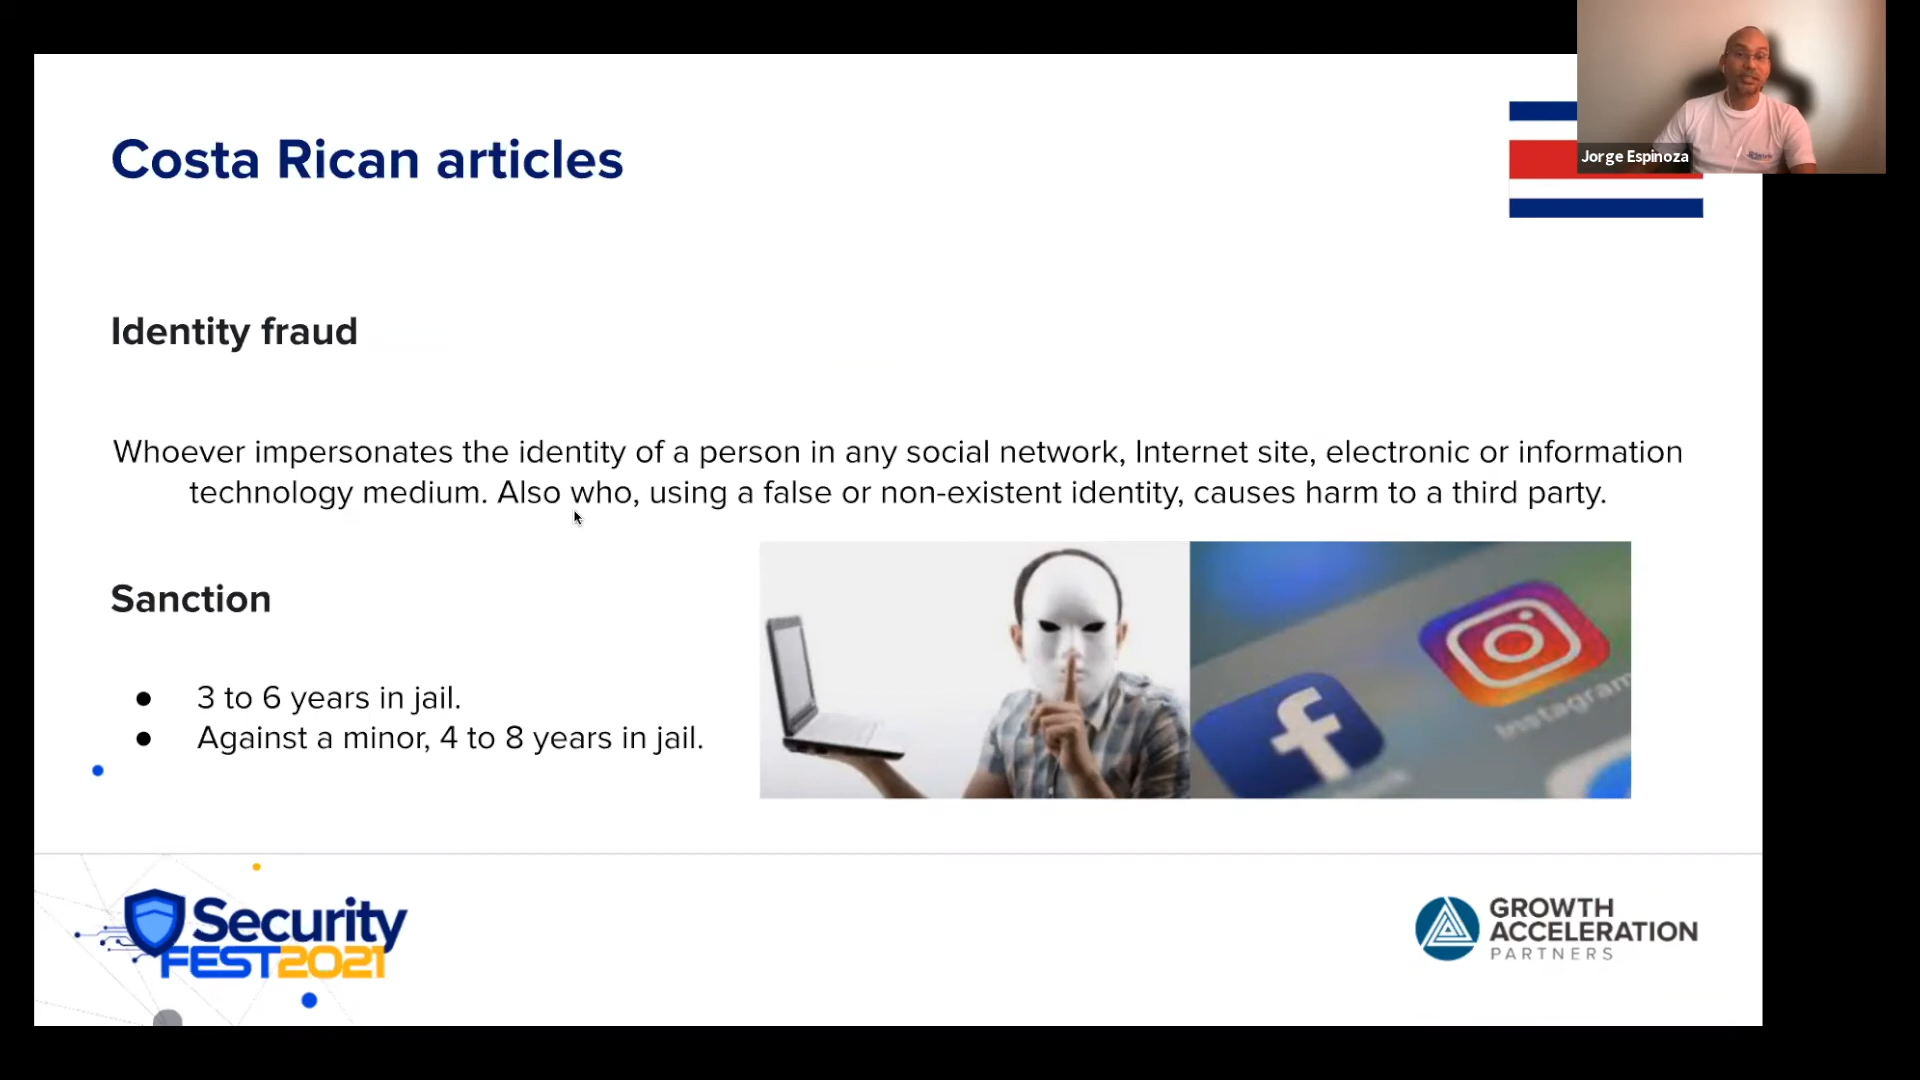 Costa Rican articles
Jorge Espinoza
Identity fraud
Whoever impersonates the identity of a person in any social network, Internet site, electronic or information
technology medium. Also who, using a false or non-existent identity, causes harm to a third party.
Sanction
● 3 to 6 years in jail.
● Against a minor, 4 to 8 years in jail.
f
Instagram
Security
FEST2021
GROWTH
ACCELERATION
PARTNERS